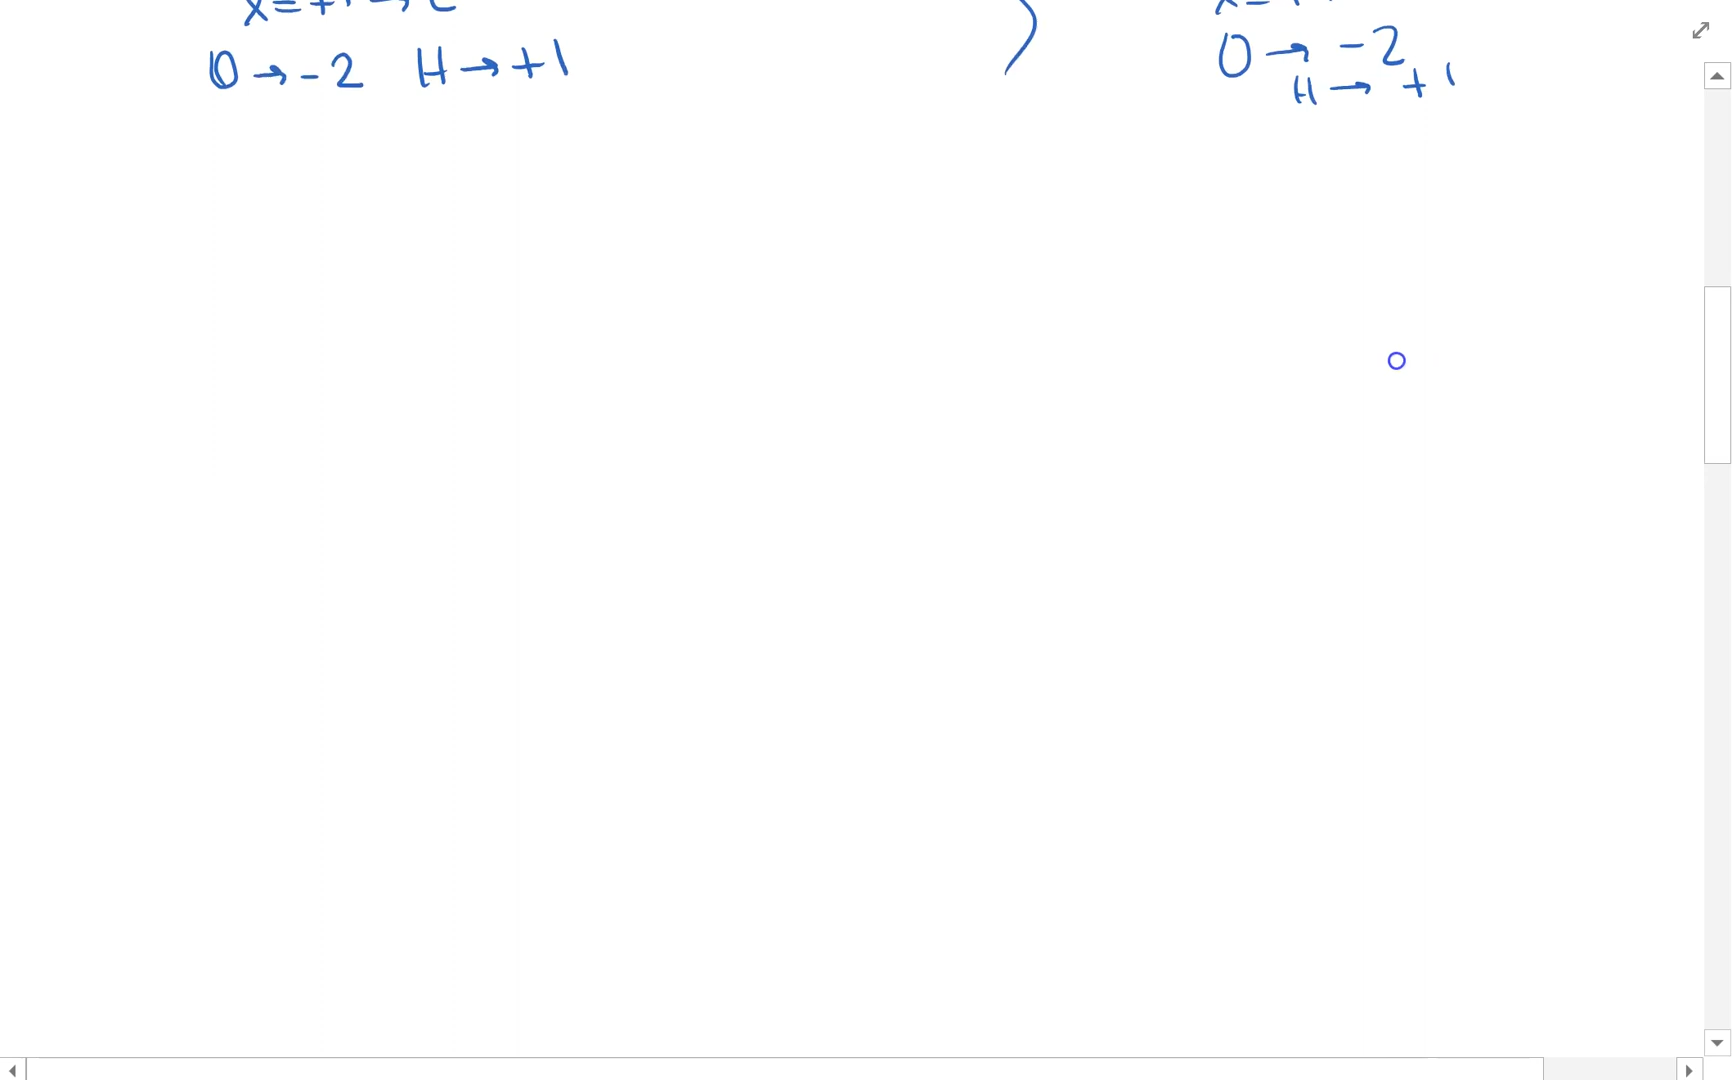 O → -2 H → +1
O → -2
H → +1